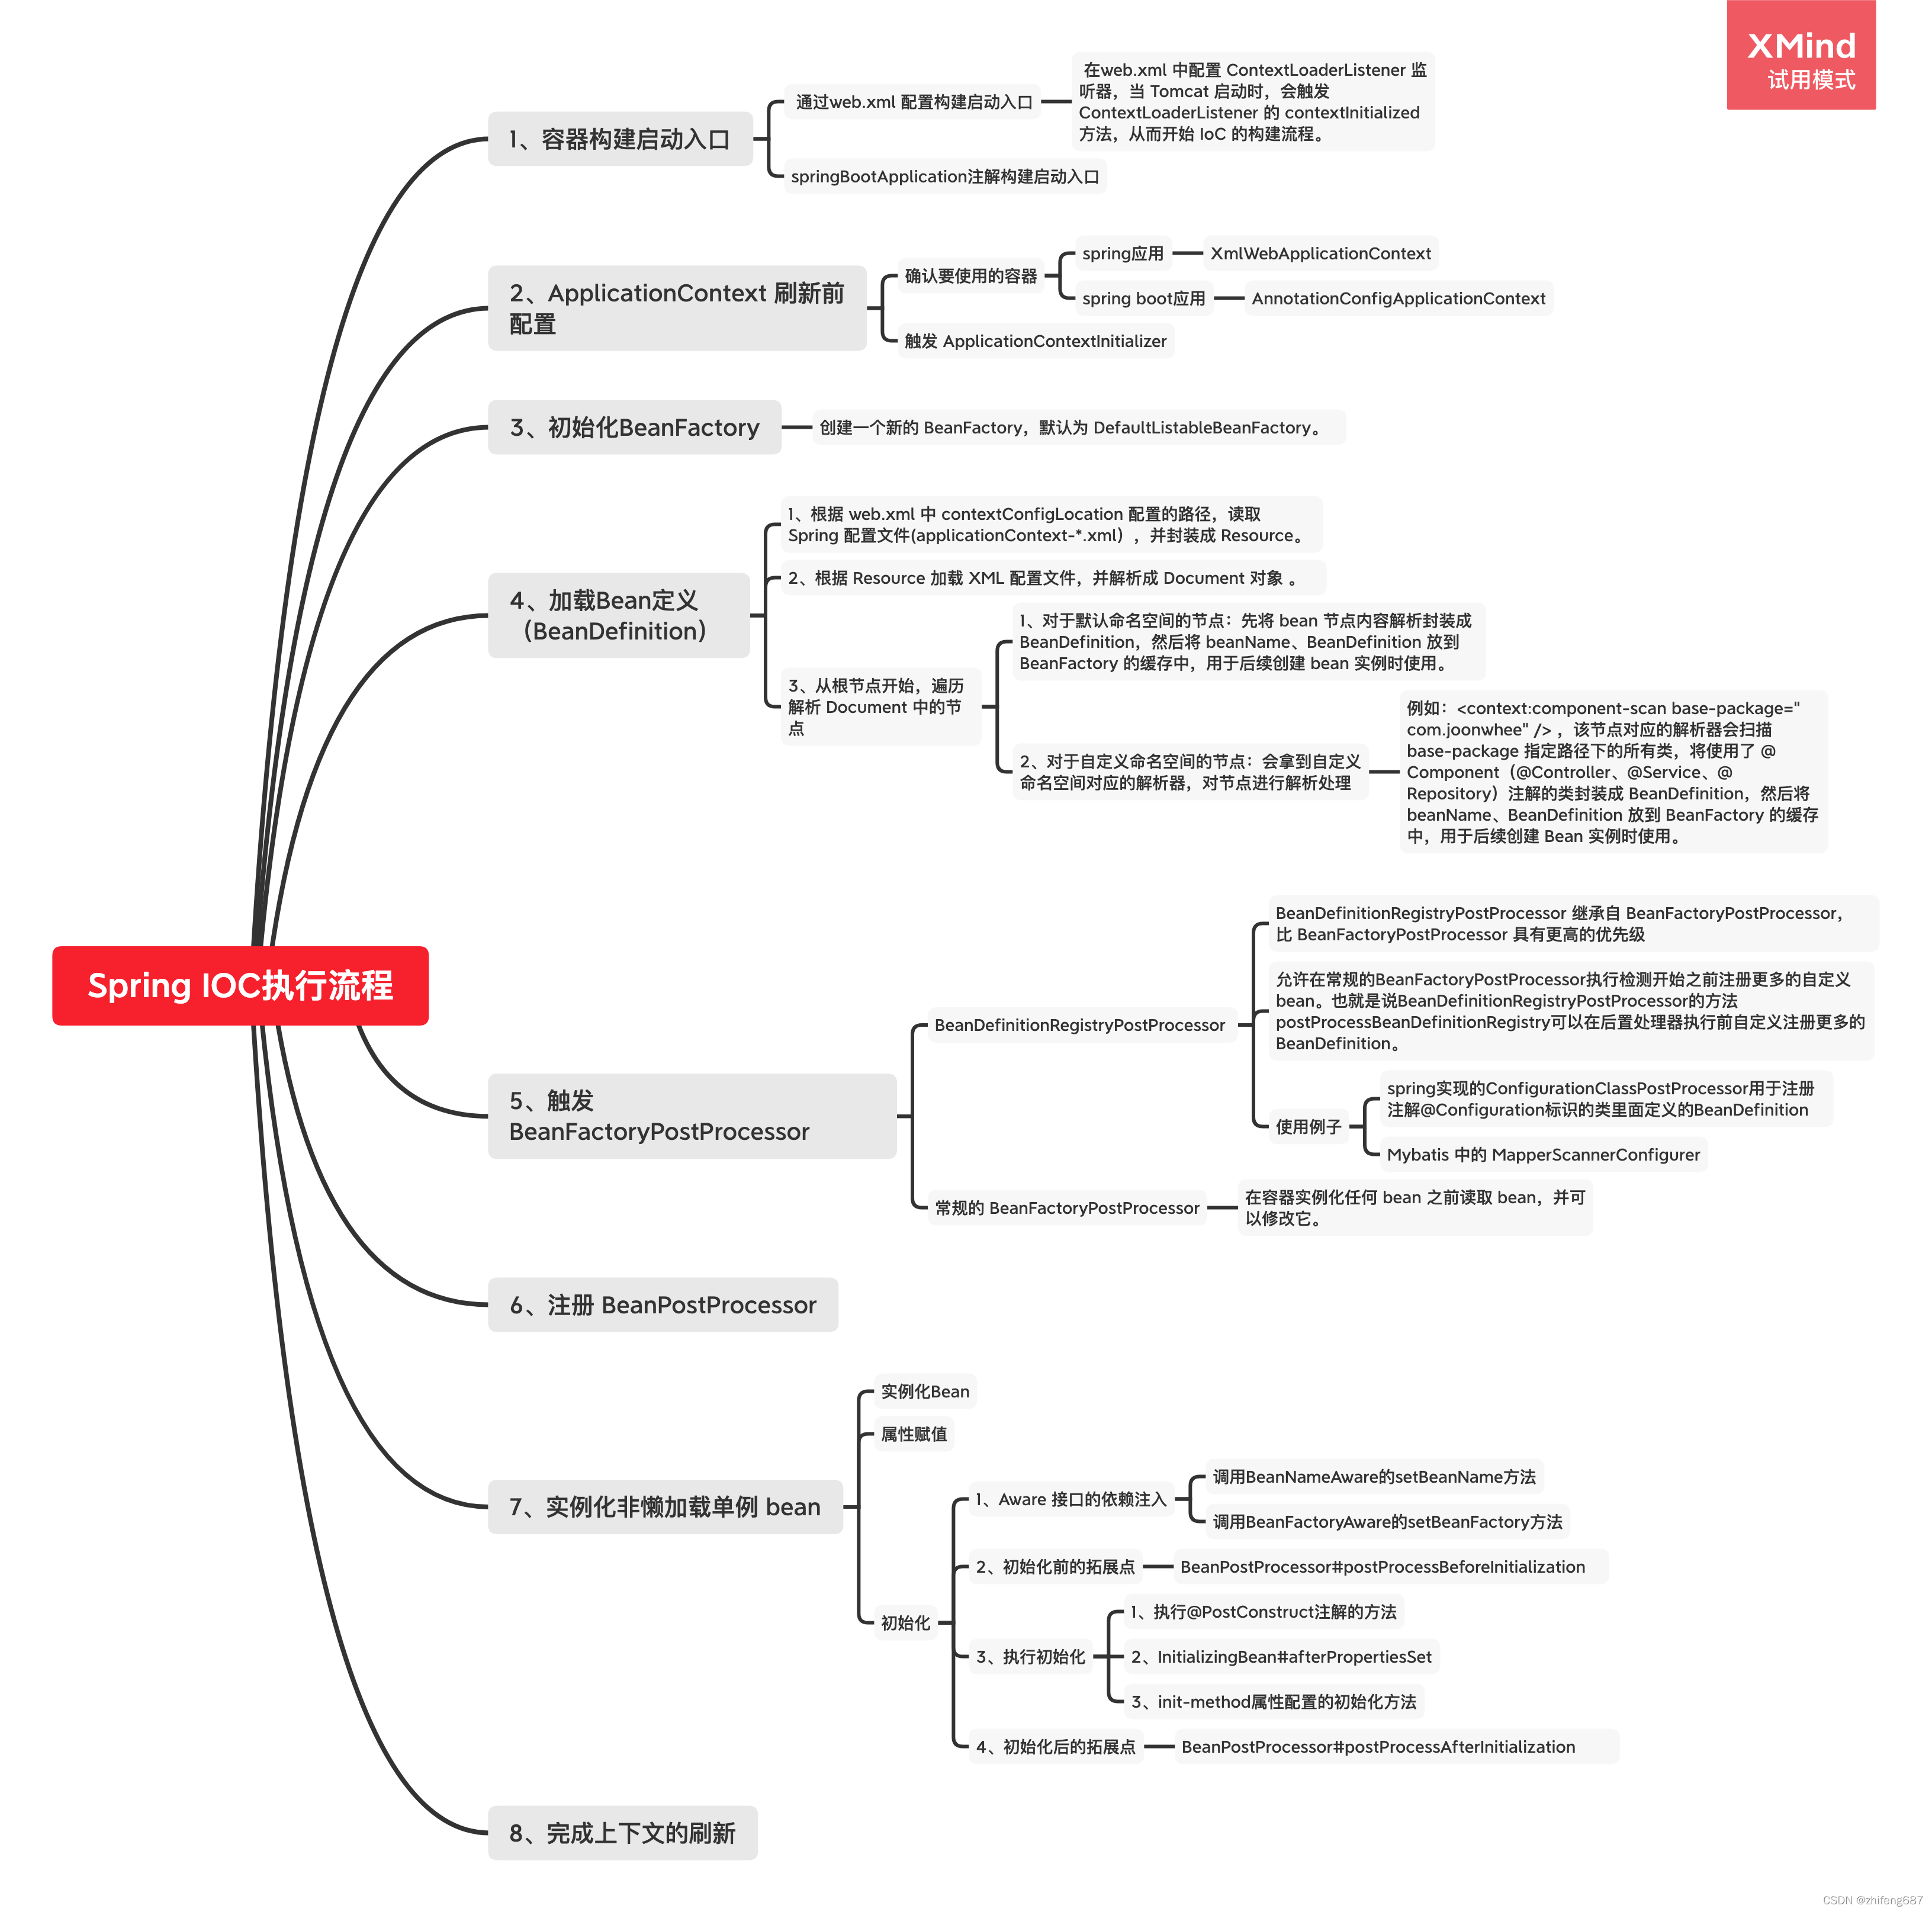 XMind
试用模式
Spring IOC执行流程
1、容器构建启动入口
通过web.xml 配置构建启动入口
在web.xml 中配置 ContextLoaderListener 监
听器，当 Tomcat 启动时，会触发
ContextLoaderListener 的 contextInitialized
方法，从而开始 IoC 的构建流程。
springBootApplication注解构建启动入口
2、ApplicationContext 刷新前
配置
确认要使用的容器
spring应用
XmlWebApplicationContext
spring boot应用
AnnotationConfigApplicationContext
触发 ApplicationContextInitializer
3、初始化BeanFactory
创建一个新的 BeanFactory，默认为 DefaultListableBeanFactory。
4、加载Bean定义
（BeanDefinition）
1、根据 web.xml 中 contextConfigLocation 配置的路径，读取
Spring 配置文件(applicationContext-*.xml），并封装成 Resource。
2、根据 Resource 加载 XML 配置文件，并解析成 Document 对象 。
3、从根节点开始，遍历
解析 Document 中的节
点
1、对于默认命名空间的节点：先将 bean 节点内容解析封装成
BeanDefinition，然后将 beanName、BeanDefinition 放到
BeanFactory 的缓存中，用于后续创建 bean 实例时使用。
2、对于自定义命名空间的节点：会拿到自定义
命名空间对应的解析器，对节点进行解析处理
例如：<context:component-scan base-package="
com.joonwhee" /> ，该节点对应的解析器会扫描
base-package 指定路径下的所有类，将使用了 @
Component（@Controller、@Service、@
Repository）注解的类封装成 BeanDefinition，然后将
beanName、BeanDefinition 放到 BeanFactory 的缓存
中，用于后续创建 Bean 实例时使用。
5、触发
BeanFactoryPostProcessor
BeanDefinitionRegistryPostProcessor
BeanDefinitionRegistryPostProcessor 继承自 BeanFactoryPostProcessor，
比 BeanFactoryPostProcessor 具有更高的优先级
允许在常规的BeanFactoryPostProcessor执行检测开始之前注册更多的自定义
bean。也就是说BeanDefinitionRegistryPostProcessor的方法
postProcessBeanDefinitionRegistry可以在后置处理器执行前自定义注册更多的
BeanDefinition。
使用例子
spring实现的ConfigurationClassPostProcessor用于注册
注解@Configuration标识的类里面定义的BeanDefinition
Mybatis 中的 MapperScannerConfigurer
常规的 BeanFactoryPostProcessor
在容器实例化任何 bean 之前读取 bean，并可
以修改它。
6、注册 BeanPostProcessor
7、实例化非懒加载单例 bean
实例化Bean
属性赋值
初始化
1、Aware 接口的依赖注入
调用BeanNameAware的setBeanName方法
调用BeanFactoryAware的setBeanFactory方法
2、初始化前的拓展点
BeanPostProcessor#postProcessBeforeInitialization
3、执行初始化
1、执行@PostConstruct注解的方法
2、InitializingBean#afterPropertiesSet
3、init-method属性配置的初始化方法
4、初始化后的拓展点
BeanPostProcessor#postProcessAfterInitialization
8、完成上下文的刷新
CSDN @zhifeng687